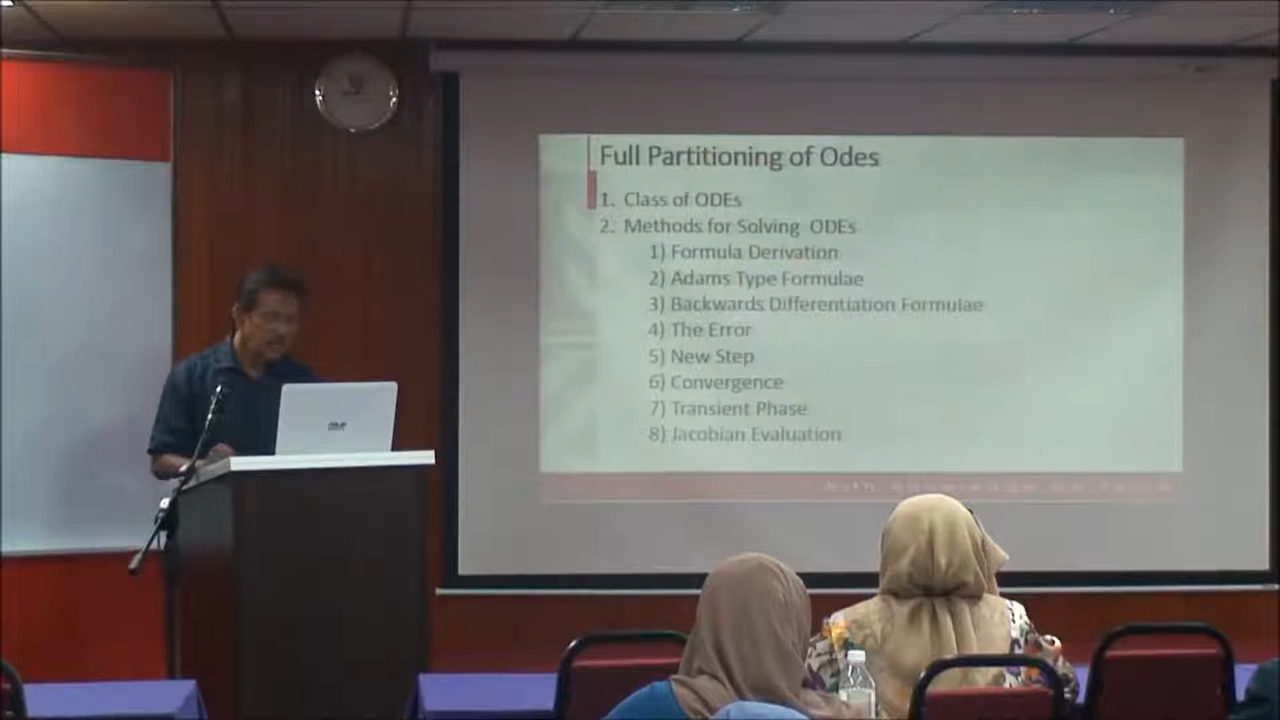 Full Partitioning of Odes
1. Class of ODEs
2. Methods for Solving ODEs
1) Formula Derivation
2) Adams Type Formulae
3) Backwards Differentiation Formulae
4) The Error
5) New Step
6) Convergence
7) Transient Phase
8) Jacobian Evaluation